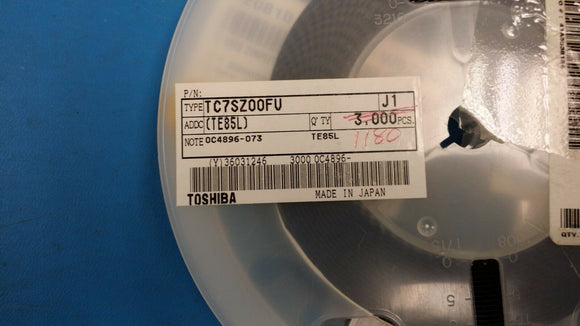 P/N:
TYPE TC7SZ00FU J1
ADDC (TE85L) Q'TY 3,000 PCS.
1180
NOTE 0C4896-073 TE85L
(Y) 36031246 3000 0C4896-
TOSHIBA MADE IN JAPAN
QTY.